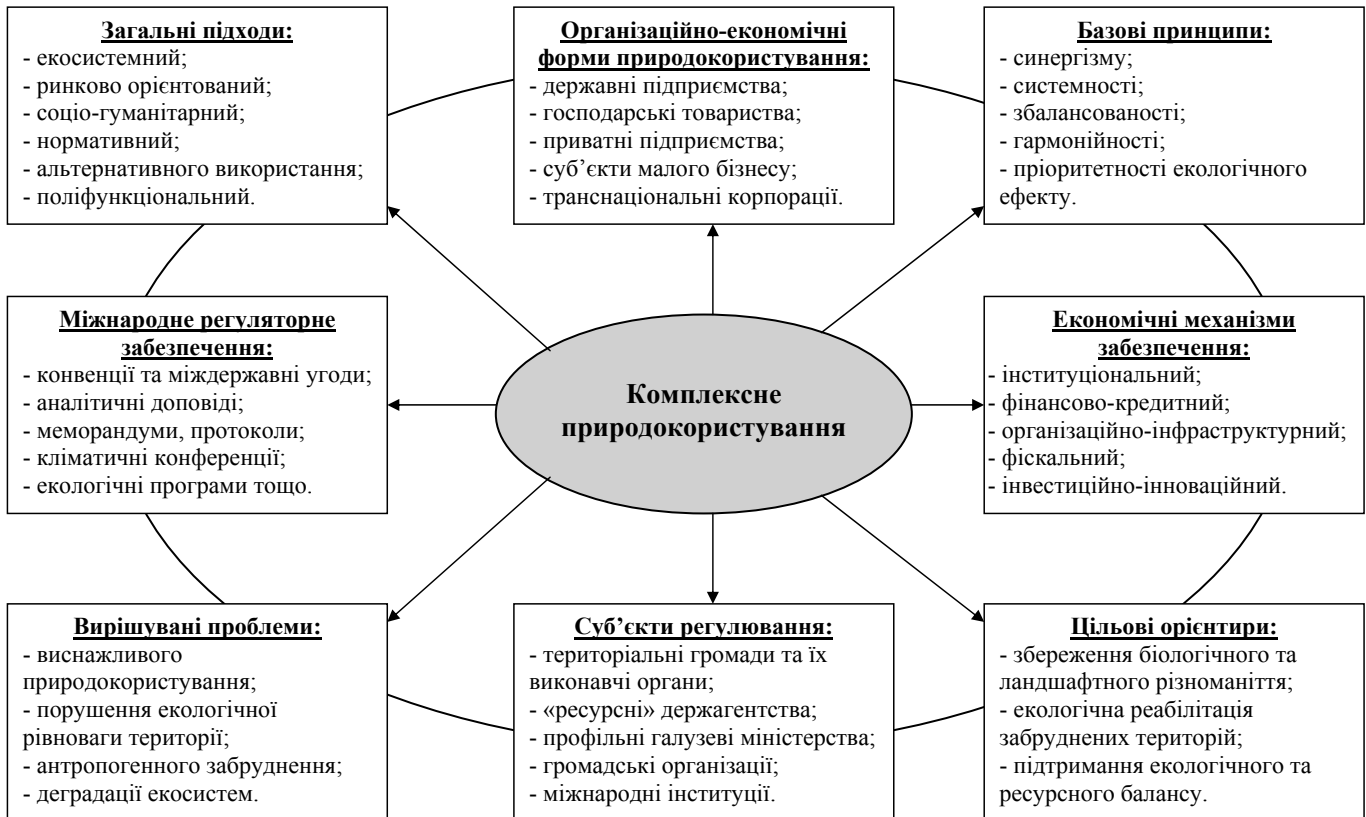 Загальні підходи:
- екосистемний;
- ринково орієнтований;
- соціо-гуманітарний;
- нормативний;
- альтернативного використання;
- поліфункціональний.
Організаційно-економічні
форми природокористування:
- державні підприємства;
- господарські товариства;
- приватні підприємства;
- суб’єкти малого бізнесу;
- транснаціональні корпорації.
Базові принципи:
- синергізму;
- системності;
- збалансованості;
- гармонійності;
- пріоритетності екологічного
ефекту.
Міжнародне регуляторне
забезпечення:
- конвенції та міждержавні угоди;
- аналітичні доповіді;
- меморандуми, протоколи;
- кліматичні конференції;
- екологічні програми тощо.
Комплексне
природокористування
Економічні механізми
забезпечення:
- інституціональний;
- фінансово-кредитний;
- організаційно-інфраструктурний;
- фіскальний;
- інвестиційно-інноваційний.
Вирішувані проблеми:
- виснажливого
природокористування;
- порушення екологічної
рівноваги території;
- антропогенного забруднення;
- деградації екосистем.
Суб’єкти регулювання:
- територіальні громади та їх
виконавчі органи;
- «ресурсні» держагентства;
- профільні галузеві міністерства;
- громадські організації;
- міжнародні інституції.
Цільові орієнтири:
- збереження біологічного та
ландшафтного різноманіття;
- екологічна реабілітація
забруднених територій;
- підтримання екологічного та
ресурсного балансу.